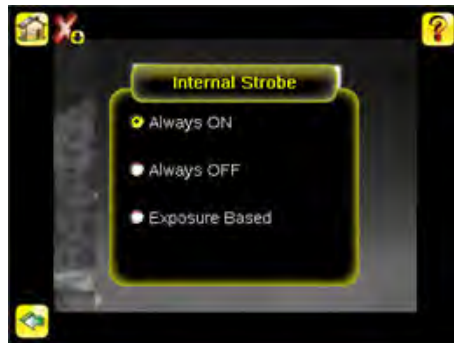 ?
Internal Strobe
Always ON
Always OFF
Exposure Based